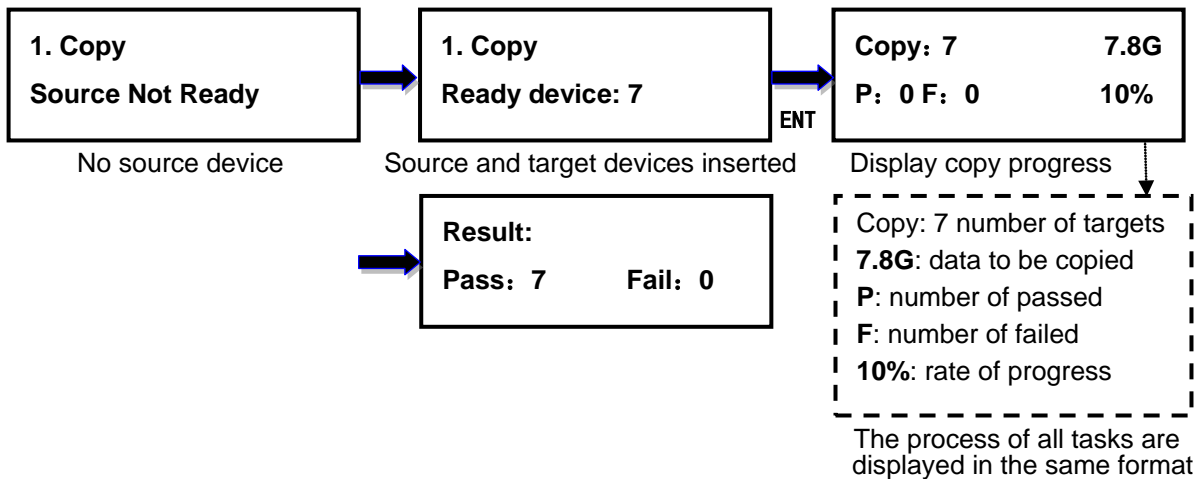 1. Copy
Source Not Ready
No source device
1. Copy
Ready device: 7
Source and target devices inserted
ENT
Copy：7 7.8G
P：0 F：0 10%
Display copy progress
Result:
Pass：7 Fail：0
Copy: 7 number of targets
7.8G: data to be copied
P: number of passed
F: number of failed
10%: rate of progress
The process of all tasks are
displayed in the same format